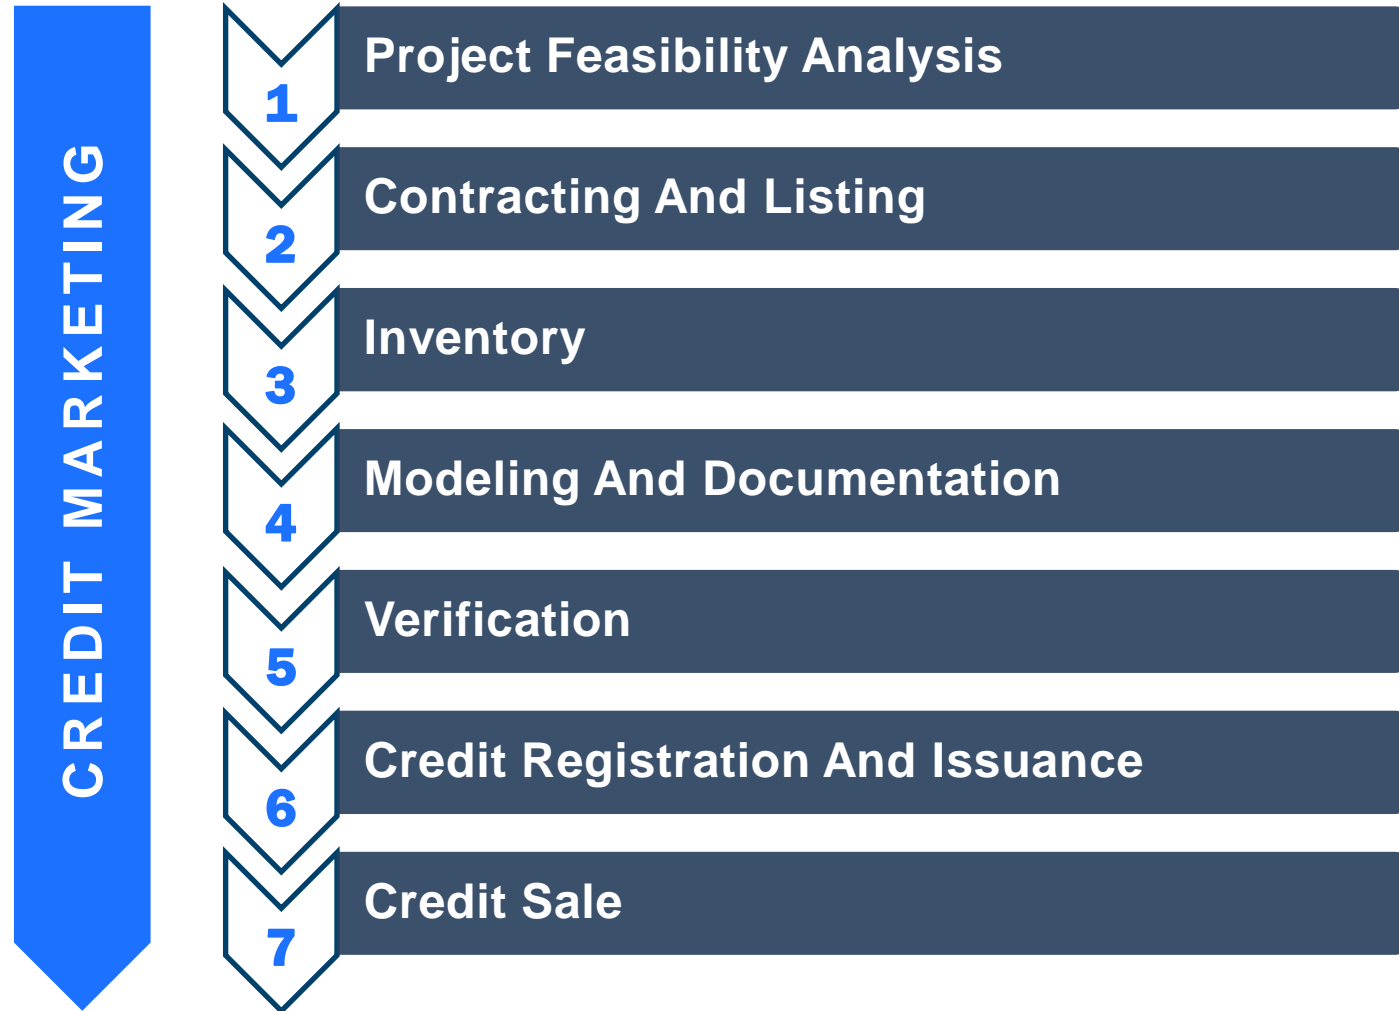 CREDIT MARKETING
1
Project Feasibility Analysis
2
Contracting And Listing
3
Inventory
4
Modeling And Documentation
5
Verification
6
Credit Registration And Issuance
7
Credit Sale